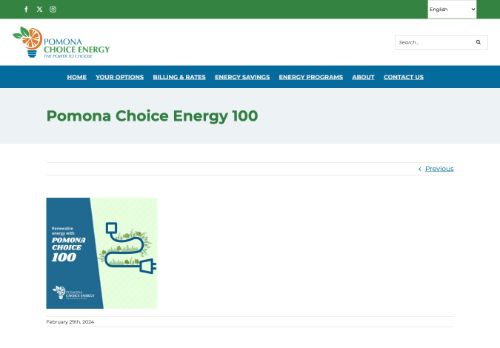 English
POMONA
CHOICE ENERGY
THE POWER TO CHOOSE
Search...
HOME YOUR OPTIONS BILLING & RATES ENERGY SAVINGS ENERGY PROGRAMS ABOUT CONTACT US
Pomona Choice Energy 100
Previous
Renewable
energy with
POMONA
CHOICE
100
POMONA
CHOICE ENERGY
February 29th, 2024